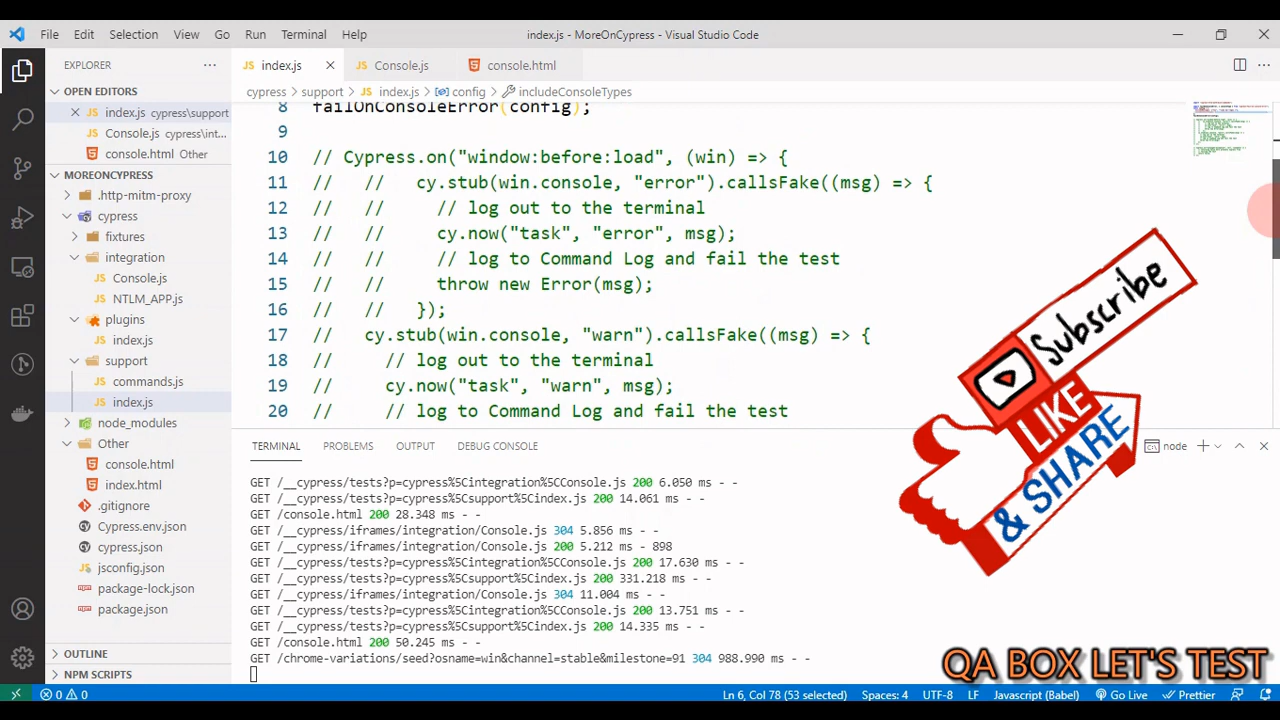 File Edit Selection View Go Run Terminal Help
index.js - MoreOnCypress - Visual Studio Code
EXPLORER
OPEN EDITORS
index.js cypress\support
Console.js cypress\int...
console.html Other
MOREONCYPRESS
.http-mitm-proxy
cypress
fixtures
integration
Console.js
NTLM_APP.js
plugins
index.js
support
commands.js
index.js
node_modules
Other
console.html
index.html
.gitignore
Cypress.env.json
cypress.json
jsconfig.json
package-lock.json
package.json
OUTLINE
NPM SCRIPTS
index.js
Console.js
console.html
cypress > support > index.js > config > includeConsoleTypes
8 failOnConsoleError(config);
9
10 // Cypress.on("window:before:load", (win) => {
11 // // cy.stub(win.console, "error").callsFake((msg) => {
12 // // // log out to the terminal
13 // // cy.now("task", "error", msg);
14 // // // log to Command Log and fail the test
15 // // throw new Error(msg);
16 // // });
17 // cy.stub(win.console, "warn").callsFake((msg) => {
18 // // log out to the terminal
19 // cy.now("task", "warn", msg);
20 // // log to Command Log and fail the test
TERMINAL PROBLEMS OUTPUT DEBUG CONSOLE
node
GET /__cypress/tests?p=cypress%5Cintegration%5CConsole.js 200 6.050 ms - -
GET /__cypress/tests?p=cypress%5Csupport%5Cindex.js 200 14.061 ms - -
GET /console.html 200 28.348 ms - -
GET /__cypress/iframes/integration/Console.js 304 5.856 ms - -
GET /__cypress/iframes/integration/Console.js 200 5.212 ms - 898
GET /__cypress/tests?p=cypress%5Cintegration%5CConsole.js 200 17.630 ms - -
GET /__cypress/tests?p=cypress%5Csupport%5Cindex.js 200 331.218 ms - -
GET /__cypress/iframes/integration/Console.js 304 11.004 ms - -
GET /__cypress/tests?p=cypress%5Cintegration%5CConsole.js 200 13.751 ms - -
GET /__cypress/tests?p=cypress%5Csupport%5Cindex.js 200 14.335 ms - -
GET /console.html 200 50.245 ms - -
GET /chrome-variations/seed?osname=win&channel=stable&milestone=91 304 988.990 ms - -
Subscribe
LIKE
& SHARE
QA BOX LET'S TEST
0 0
Ln 6, Col 78 (53 selected) Spaces: 4 UTF-8 LF Javascript (Babel) Go Live Prettier